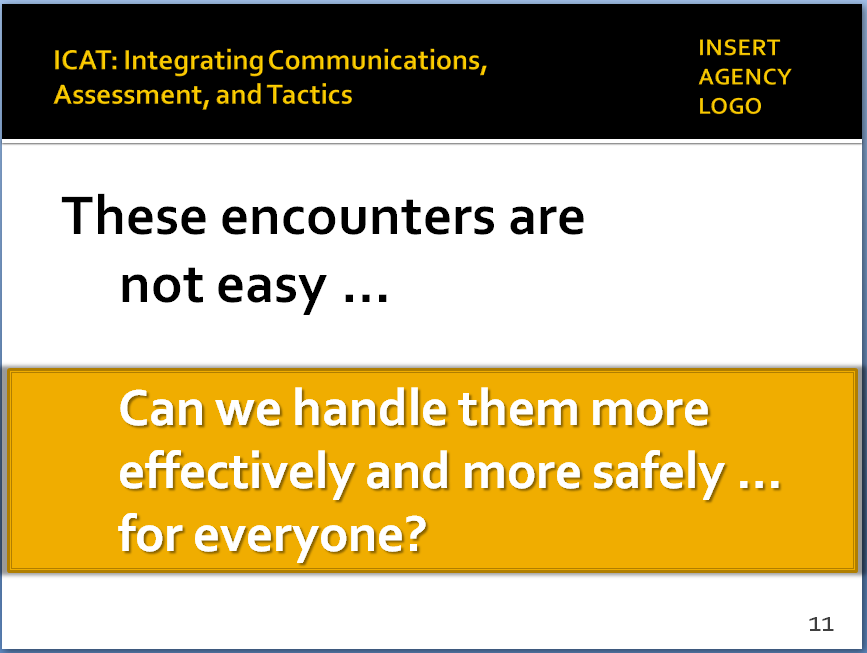 ICAT: Integrating Communications,
Assessment, and Tactics
INSERT
AGENCY
LOGO
These encounters are
not easy …
Can we handle them more
effectively and more safely …
for everyone?
11